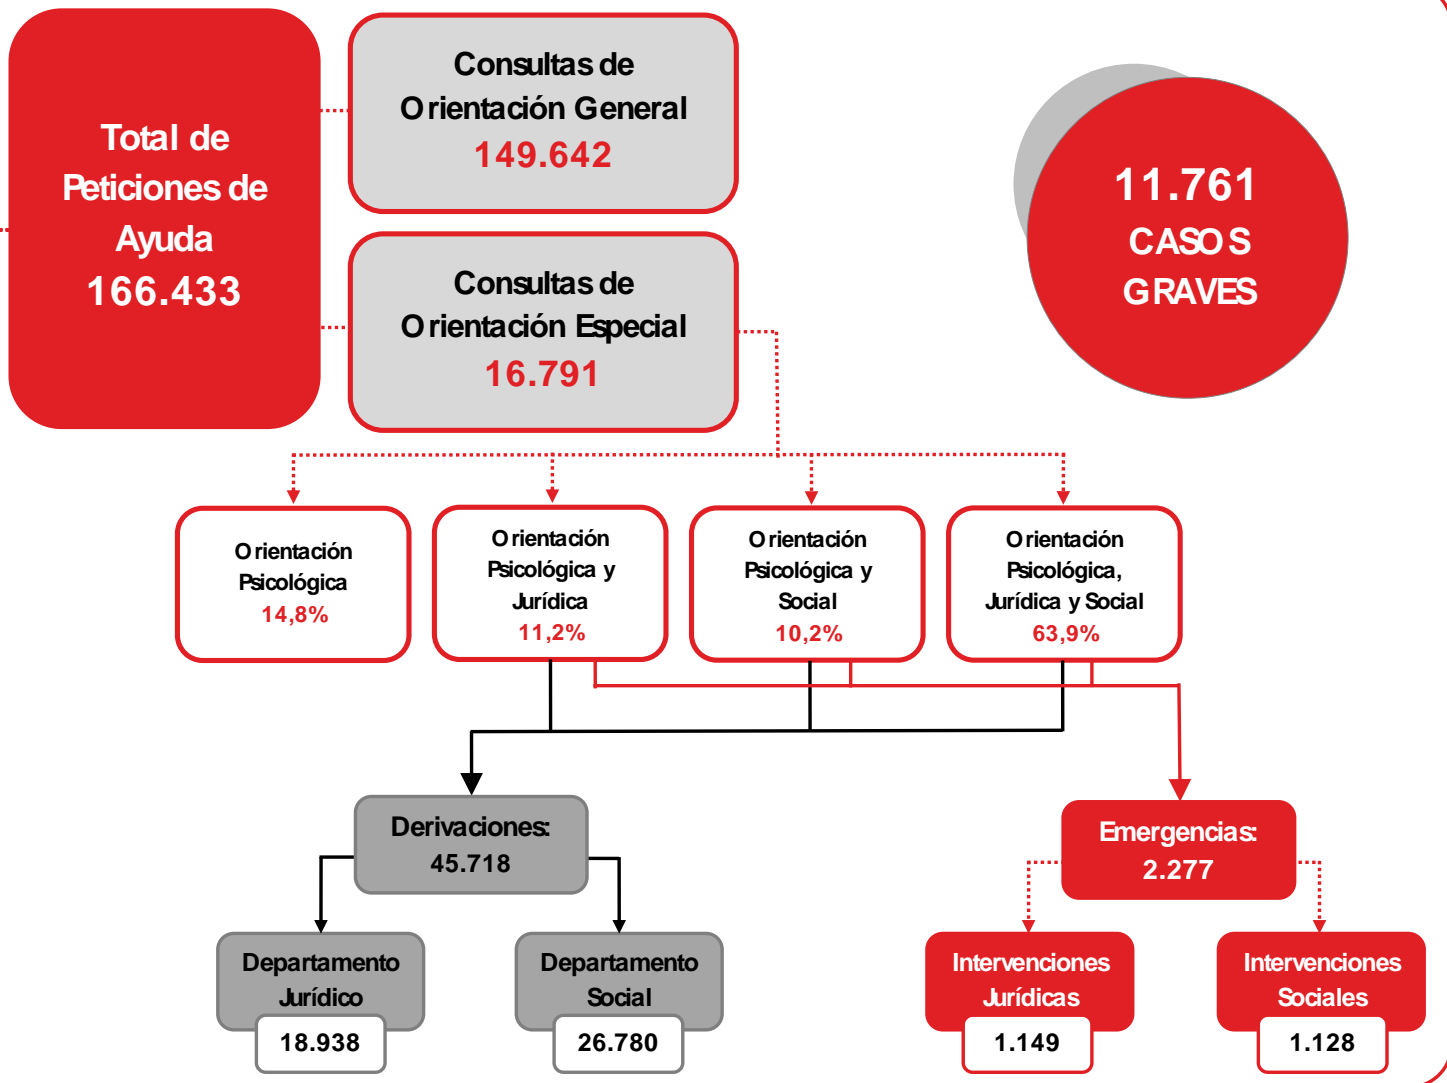 Total de
Peticiones de
Ayuda
166.433
Consultas de
Orientación General
149.642
Consultas de
Orientación Especial
16.791
11.761
CASOS
GRAVES
Orientación
Psicológica
14,8%
Orientación
Psicológica y
Jurídica
11,2%
Orientación
Psicológica y
Social
10,2%
Orientación
Psicológica,
Jurídica y Social
63,9%
Derivaciones:
45.718
Emergencias:
2.277
Departamento
Jurídico
18.938
Departamento
Social
26.780
Intervenciones
Jurídicas
1.149
Intervenciones
Sociales
1.128